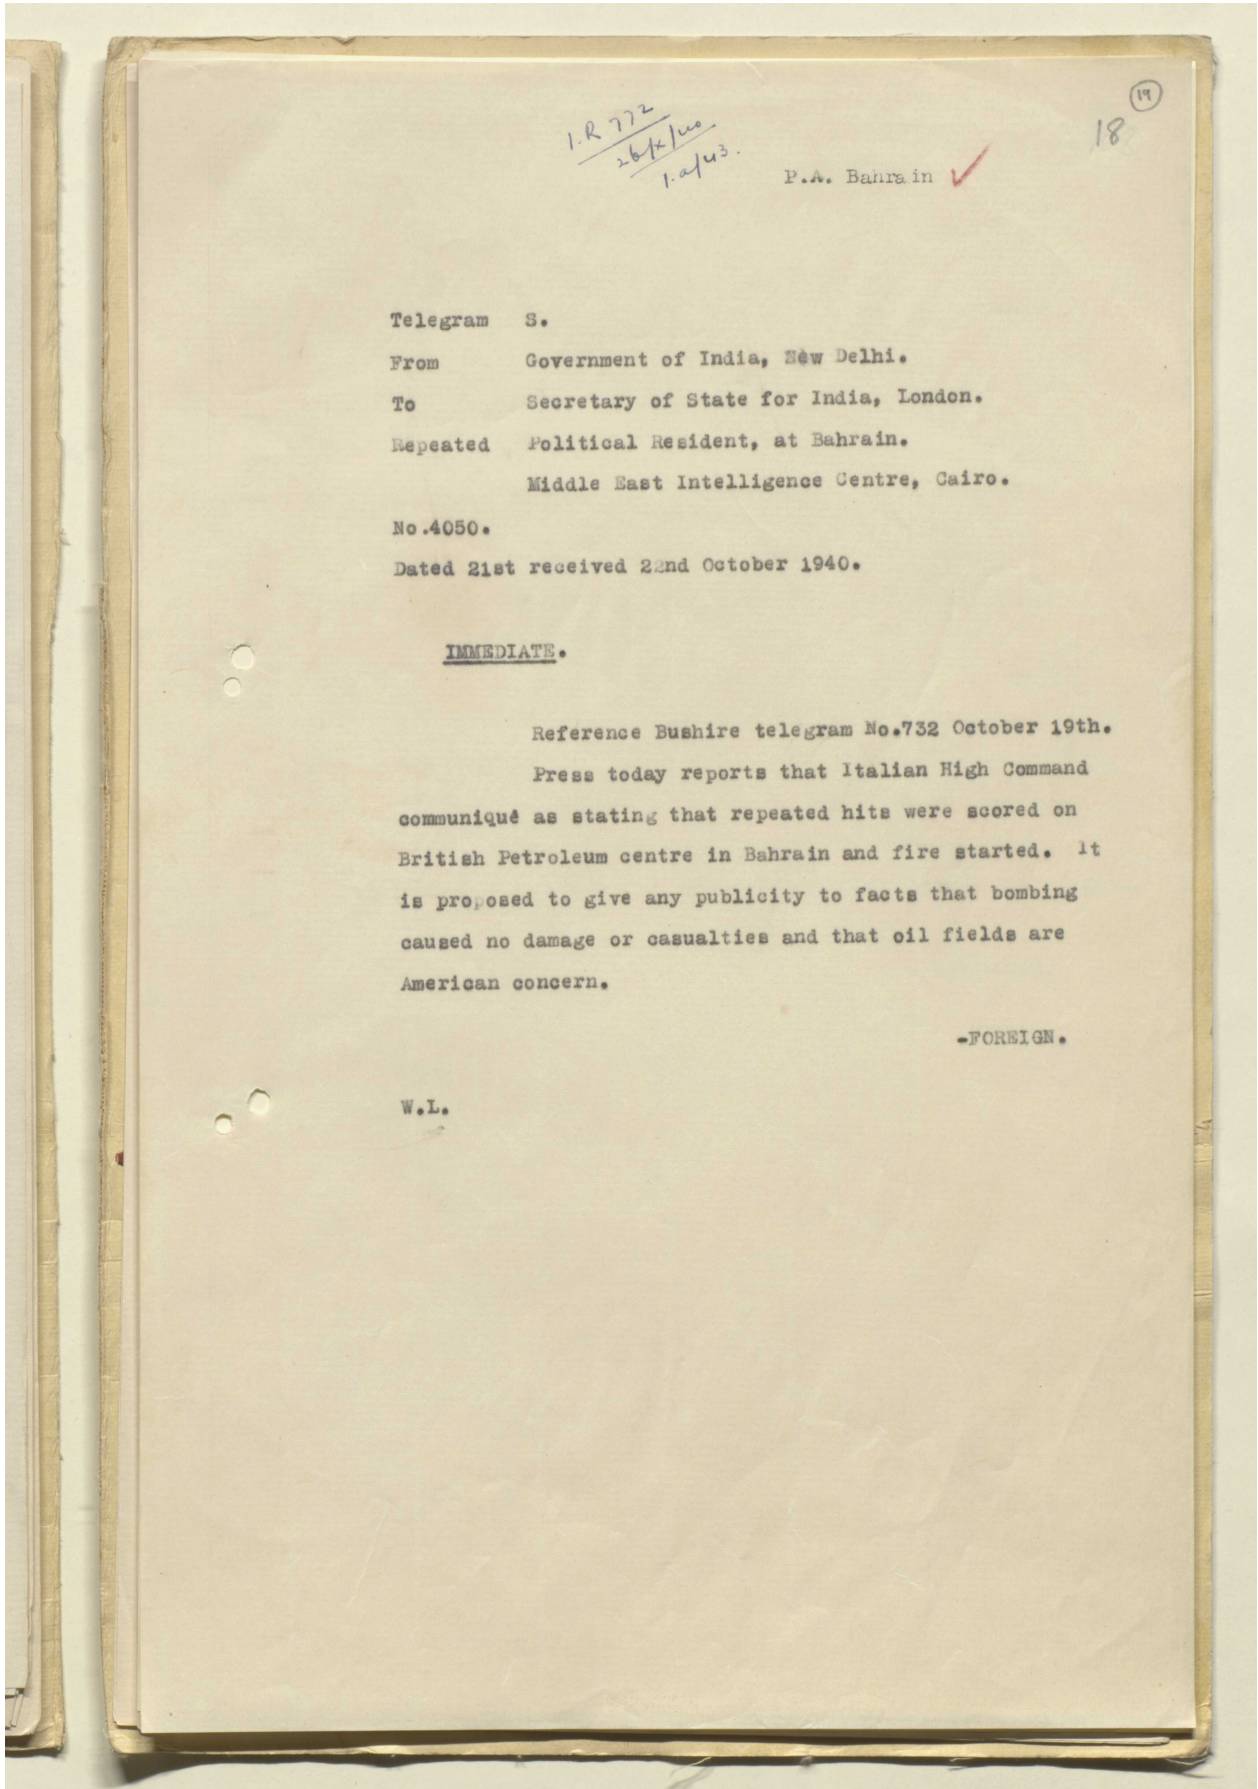 19
18
I.R 772
26/X/40
1.a/43.
P.A. Bahrain
Telegram S.
From Government of India, New Delhi.
To Secretary of State for India, London.
Repeated Political Resident, at Bahrain.
Middle East Intelligence Centre, Cairo.
No.4050.
Dated 21st received 22nd October 1940.
IMMEDIATE.
Reference Bushire telegram No.732 October 19th.
Press today reports that Italian High Command
communiqué as stating that repeated hits were scored on
British Petroleum centre in Bahrain and fire started. It
is proposed to give any publicity to facts that bombing
caused no damage or casualties and that oil fields are
American concern.
-FOREIGN.
W.L.